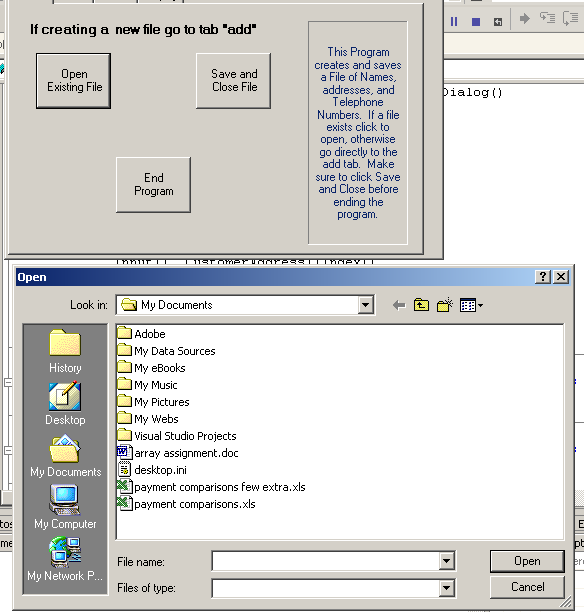 If creating a new file go to tab "add"
Open
Existing File
Save and
Close File
End
Program
This Program
creates and saves
a File of Names,
addresses, and
Telephone
Numbers. If a file
exists click to
open, otherwise
go directly to the
add tab. Make
sure to click Save
and Close before
ending the
program.
Dialog()
Open
Look in:
My Documents
History
Desktop
My Documents
My Computer
My Network P...
Adobe
My Data Sources
My eBooks
My Music
My Pictures
My Webs
Visual Studio Projects
array assignment.doc
desktop.ini
payment comparisons few extra.xls
payment comparisons.xls
File name:
Open
Files of type:
Cancel